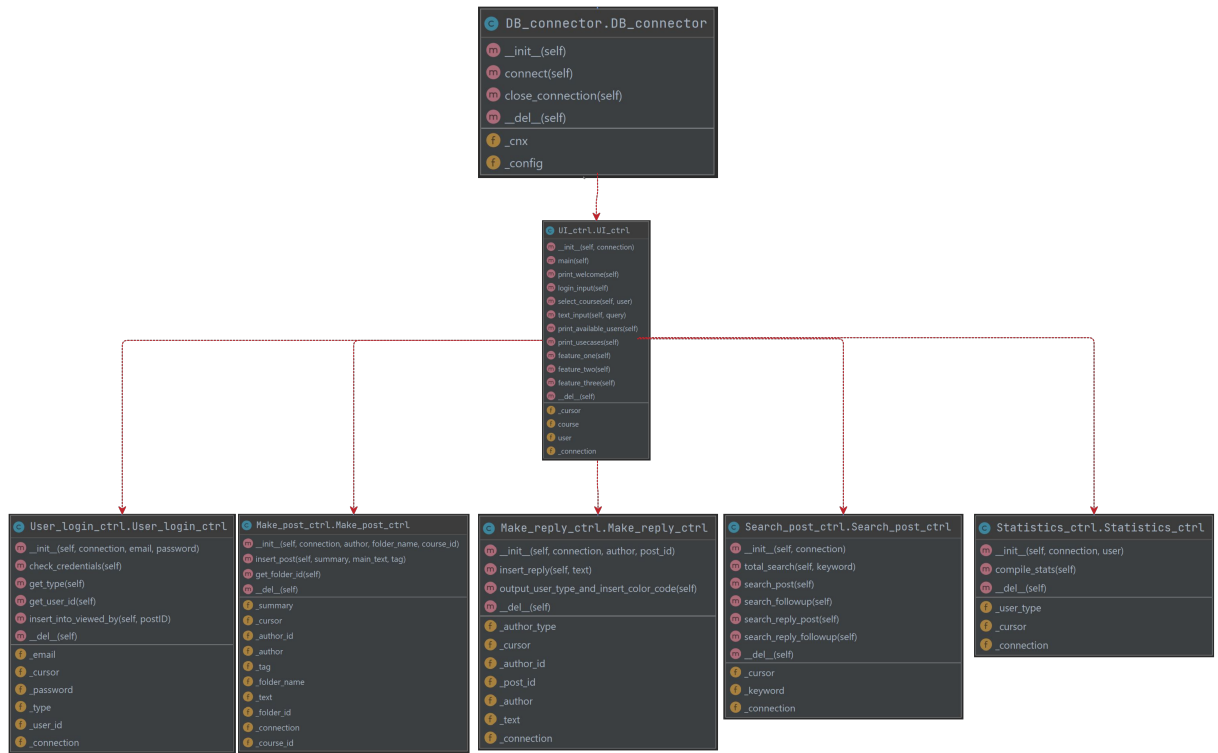 DB_connector.DB_connector
__init__(self)
connect(self)
close_connection(self)
__del__(self)
_cnx
_config
UI_ctrl.UI_ctrl
__init__(self, connection)
main(self)
print_welcome(self)
login_input(self)
select_course(self, user)
text_input(self, query)
print_available_users(self)
print_usecases(self)
feature_one(self)
feature_two(self)
feature_three(self)
__del__(self)
_cursor
course
user
_connection
User_login_ctrl.User_login_ctrl
__init__(self, connection, email, password)
check_credentials(self)
get_type(self)
get_user_id(self)
insert_into_viewed_by(self, postID)
__del__(self)
_email
_cursor
_password
_type
_user_id
_connection
Make_post_ctrl.Make_post_ctrl
__init__(self, connection, author, folder_name, course_id)
insert_post(self, summary, main_text, tag)
get_folder_id(self)
__del__(self)
_summary
_cursor
_author_id
_author
_tag
_folder_name
_text
_folder_id
_connection
_course_id
Make_reply_ctrl.Make_reply_ctrl
__init__(self, connection, author, post_id)
insert_reply(self, text)
output_user_type_and_insert_color_code(self)
__del__(self)
_author_type
_cursor
_author_id
_post_id
_author
_text
_connection
Search_post_ctrl.Search_post_ctrl
__init__(self, connection)
total_search(self, keyword)
search_post(self)
search_followup(self)
search_reply_post(self)
search_reply_followup(self)
__del__(self)
_cursor
_keyword
_connection
Statistics_ctrl.Statistics_ctrl
__init__(self, connection, user)
compile_stats(self)
__del__(self)
_user_type
_cursor
_connection